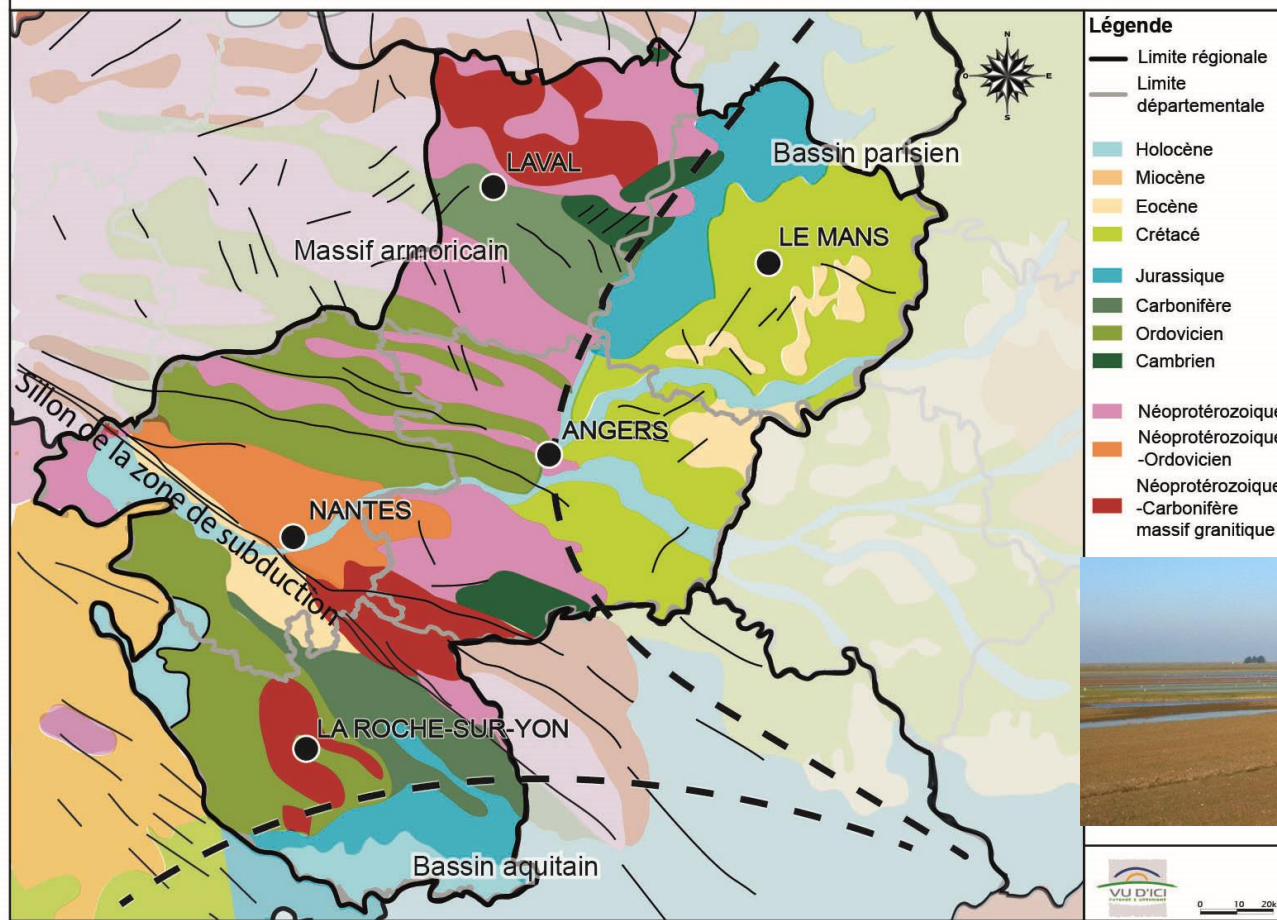 Légende
Limite régionale
Limite
départementale
Holocène
Miocène
Eocène
Crétacé
Jurassique
Carbonifère
Ordovicien
Cambrien
Néoprotérozoique
Néoprotérozoique
-Ordovicien
Néoprotérozoique
-Carbonifère
massif granitique
N
O
E
S
LAVAL
Bassin parisien
Massif armoricain
LE MANS
Sillon de la zone de subduction
ANGERS
NANTES
LA ROCHE-SUR-YON
Bassin aquitain
VU D'ICI
0 10 20k